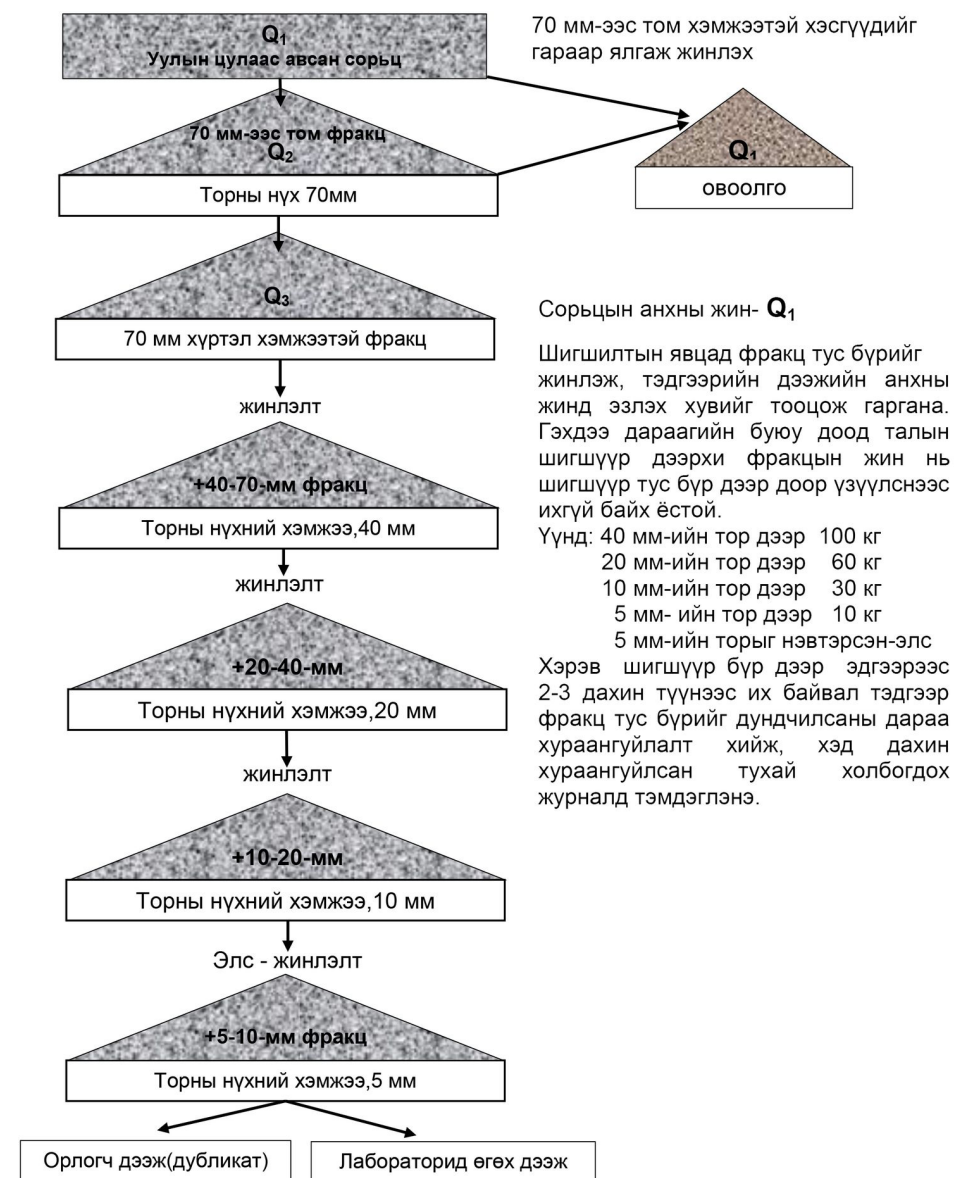 Q₁
Уулын цулаас авсан сорьц
70 мм-ээс том хэмжээтэй хэсгүүдийг
гараар ялгаж жинлэх
70 мм-ээс том фракц
Q₂
Торны нүх 70мм
Q₁
овоолго
Q₃
70 мм хүртэл хэмжээтэй фракц
жинлэлт
+40-70-мм фракц
Торны нүхний хэмжээ,40 мм
жинлэлт
+20-40-мм
Торны нүхний хэмжээ,20 мм
жинлэлт
+10-20-мм
Торны нүхний хэмжээ,10 мм
Элс - жинлэлт
+5-10-мм фракц
Торны нүхний хэмжээ,5 мм
Орлогч дээж(дубликат)
Лабораторид өгөх дээж
Сорьцын анхны жин- Q₁
Шигшилтын явцад фракц тус бүрийг
жинлэж, тэдгээрийн дээжийн анхны
жинд эзлэх хувийг тооцож гаргана.
Гэхдээ дараагийн буюу доод талын
шигшүүр дээрхи фракцын жин нь
шигшүүр тус бүр дээр доор үзүүлснээс
ихгүй байх ёстой.
Үүнд: 40 мм-ийн тор дээр 100 кг
20 мм-ийн тор дээр 60 кг
10 мм-ийн тор дээр 30 кг
5 мм- ийн тор дээр 10 кг
5 мм-ийн торыг нэвтэрсэн-элс
Хэрэв шигшүүр бүр дээр эдгээрээс
2-3 дахин түүнээс их байвал тэдгээр
фракц тус бүрийг дундчилсаны дараа
хураангуйлалт хийж, хэд дахин
хураангуйлсан тухай холбогдох
журналд тэмдэглэнэ.